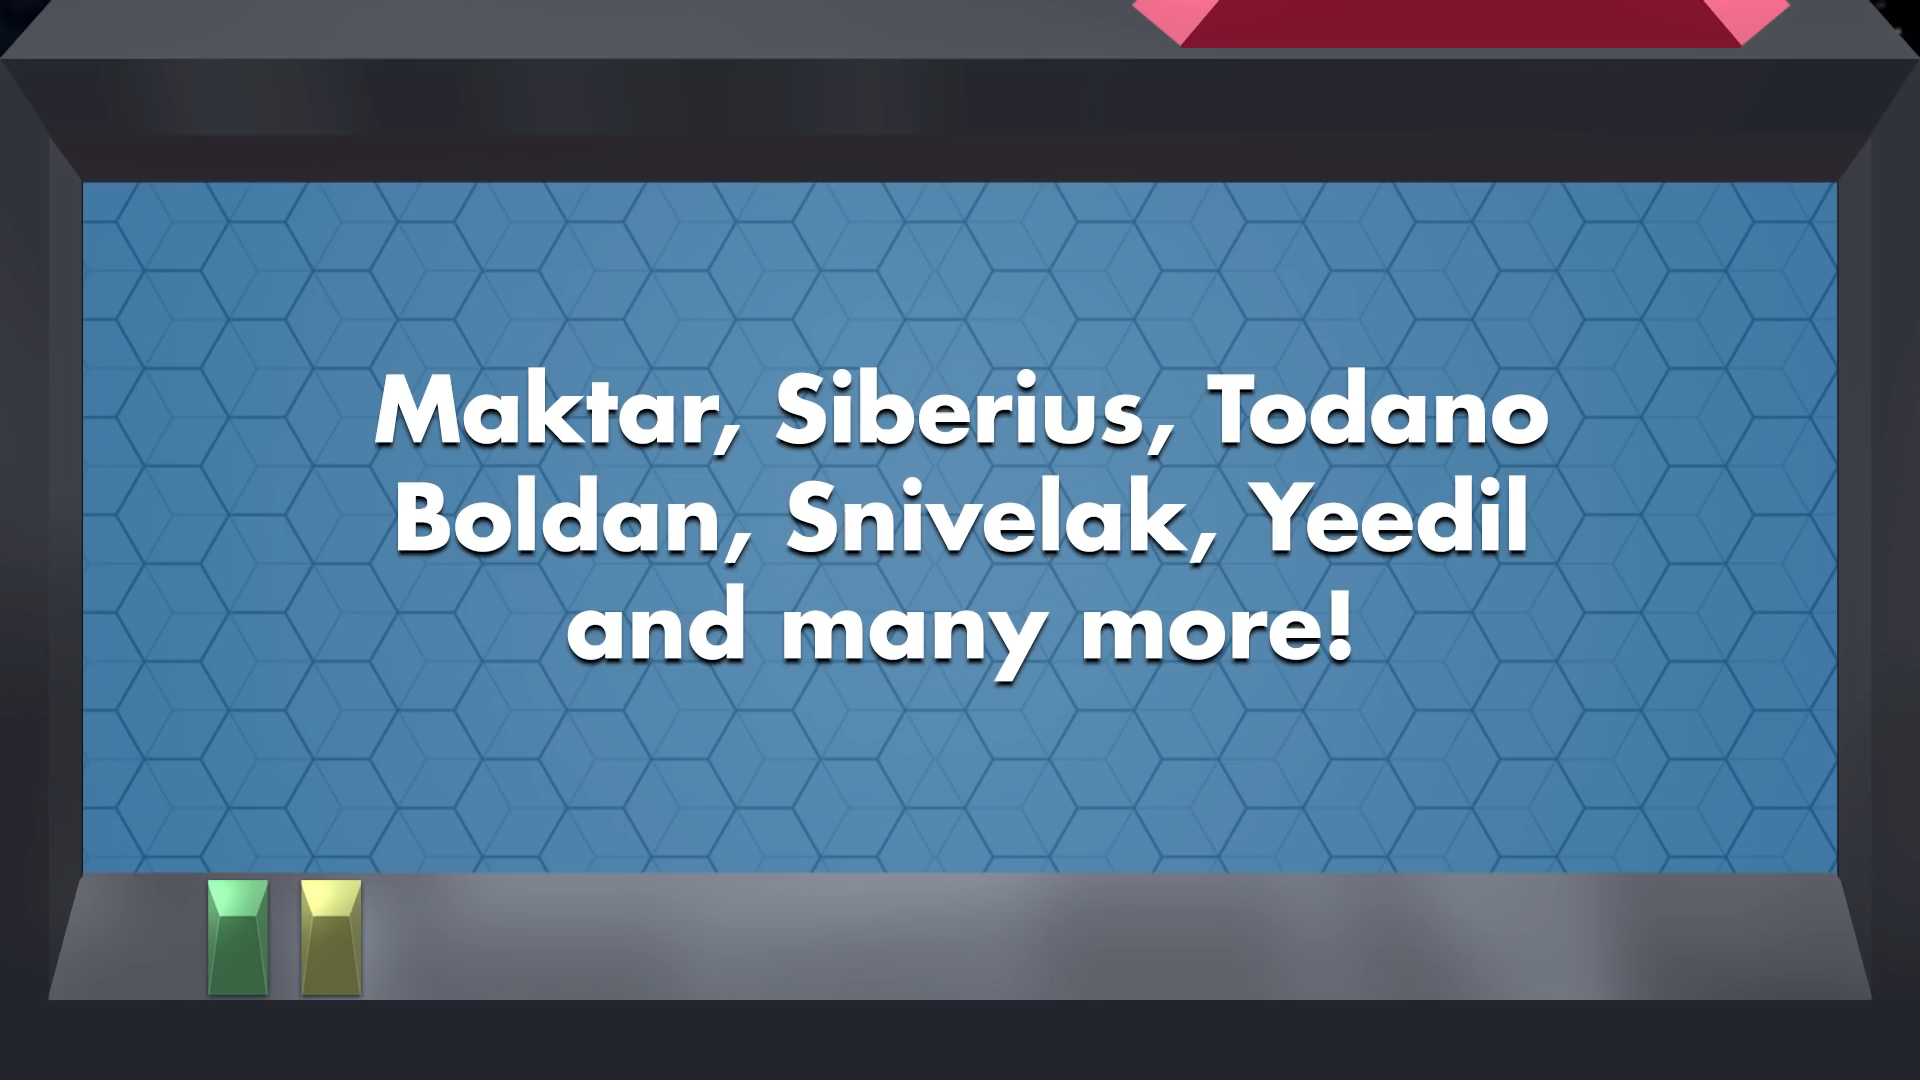 Maktar, Siberius, Todano
Boldan, Snivelak, Yeedil
and many more!